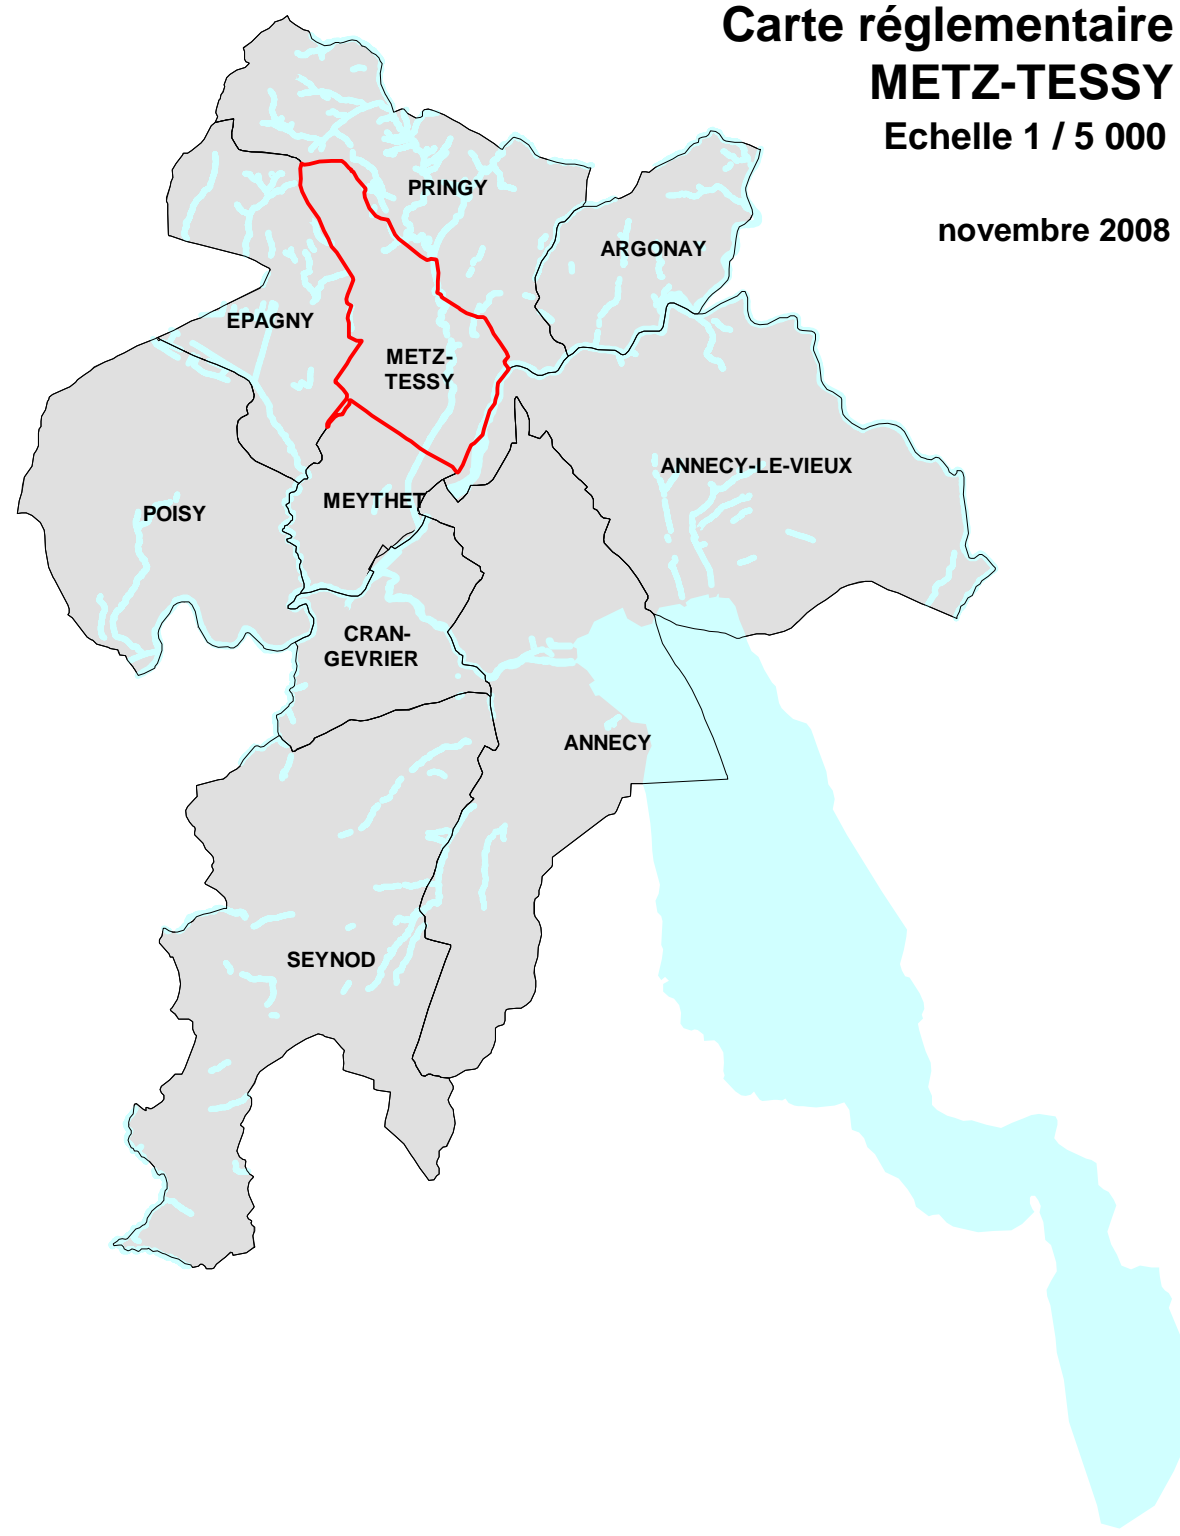 Carte réglementaire
METZ-TESSY
Echelle 1 / 5 000
novembre 2008
PRINGY
ARGONAY
EPAGNY
METZ-
TESSY
ANNECY-LE-VIEUX
MEYTHET
POISY
CRAN-
GEVRIER
ANNECY
SEYNOD